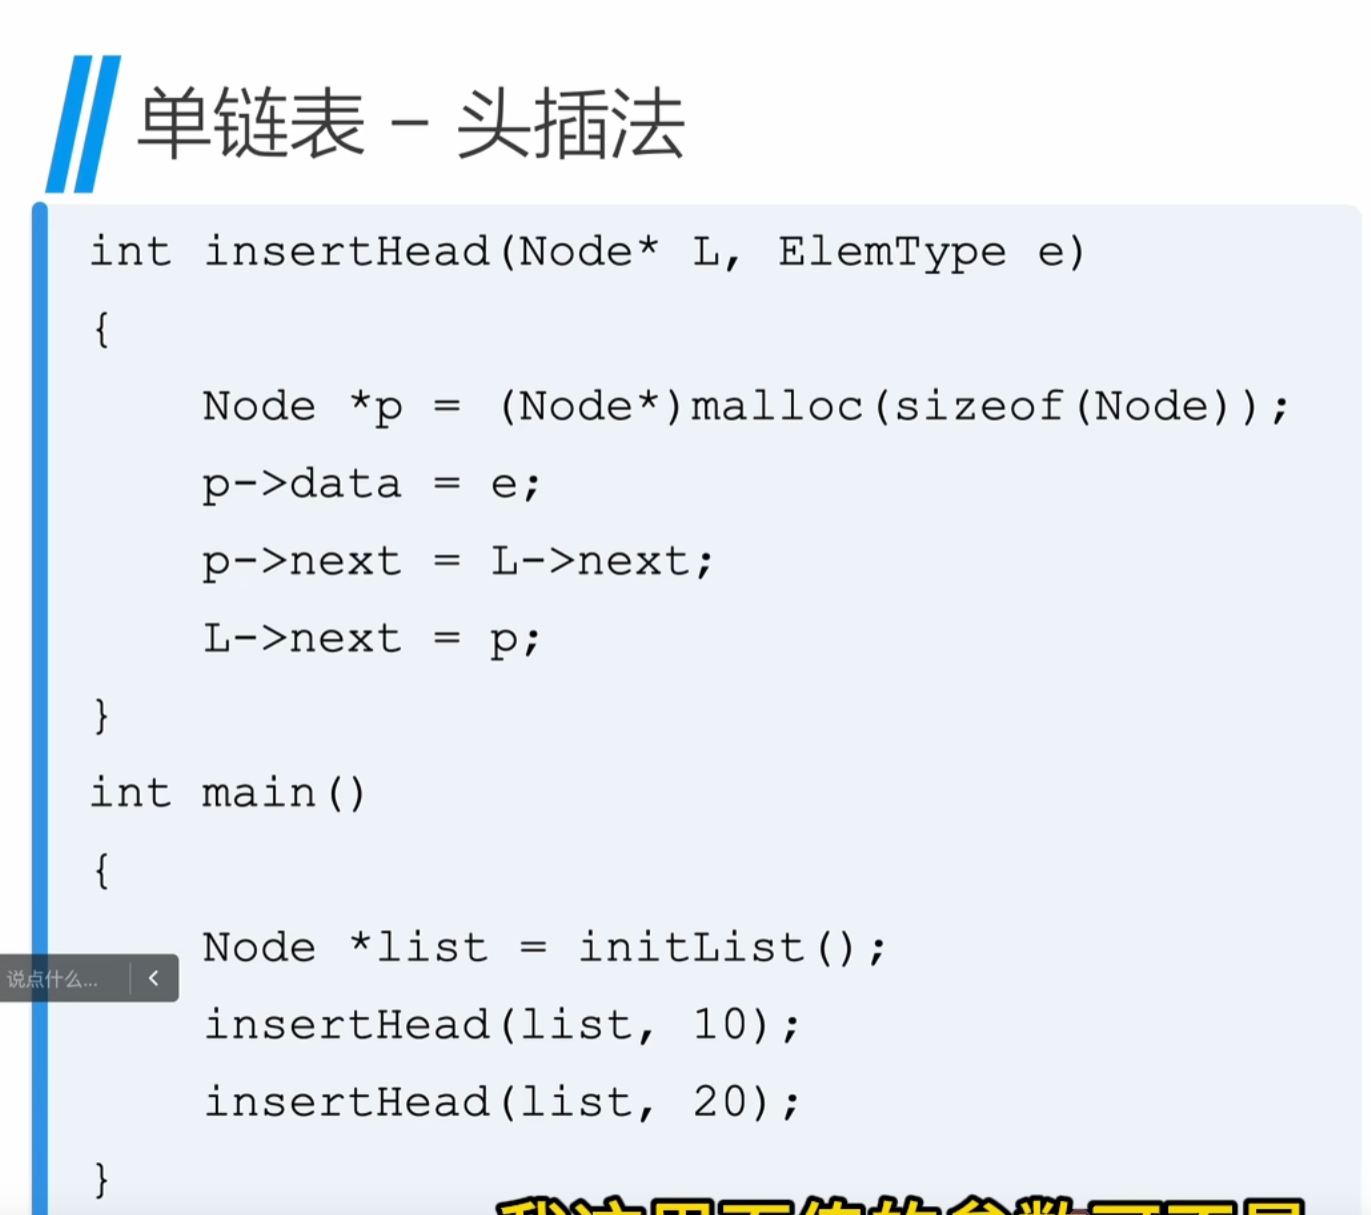 单链表 – 头插法
int insertHead(Node* L, ElemType e)
{
Node *p = (Node*)malloc(sizeof(Node));
p->data = e;
p->next = L->next;
L->next = p;
}
int main()
{
Node *list = initList();
说点什么... <
insertHead(list, 10);
insertHead(list, 20);
}